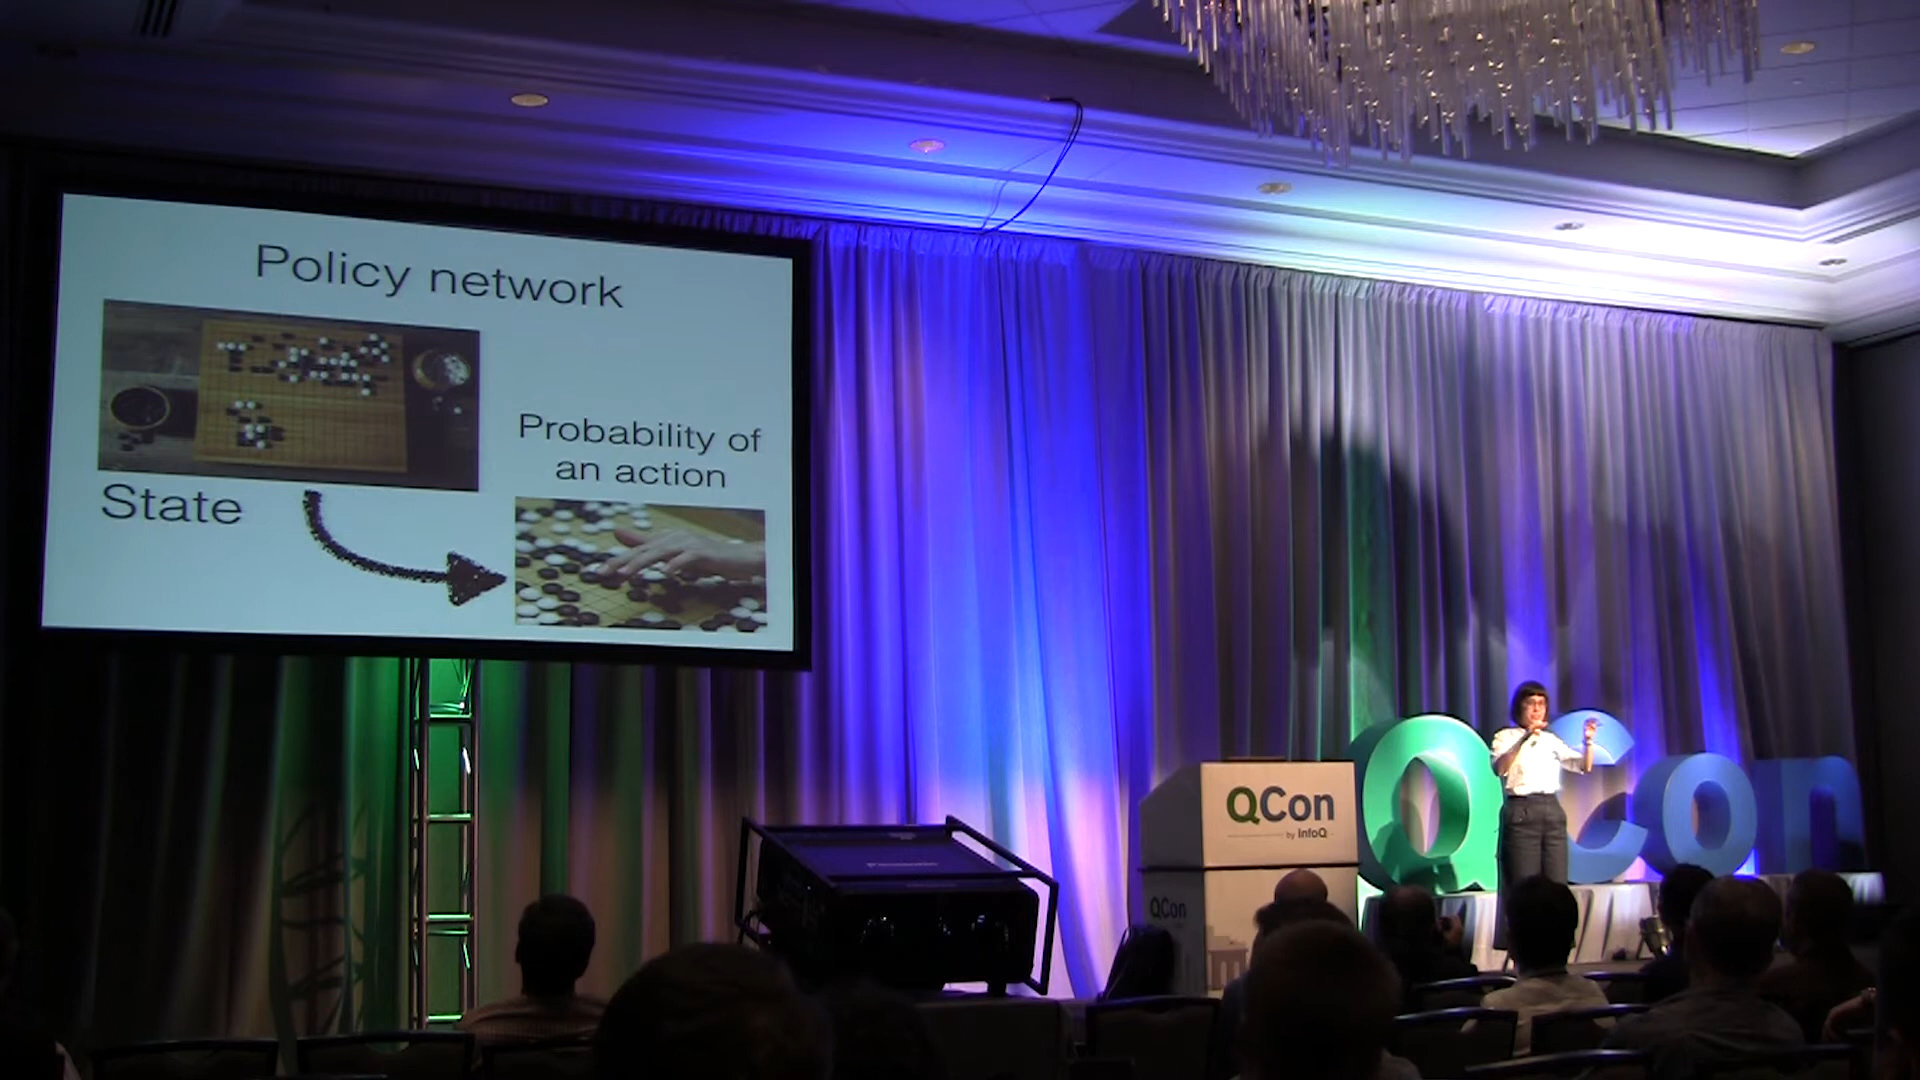 Policy network
Probability of
an action
State
QCon
by InfoQ
QCon
QCon